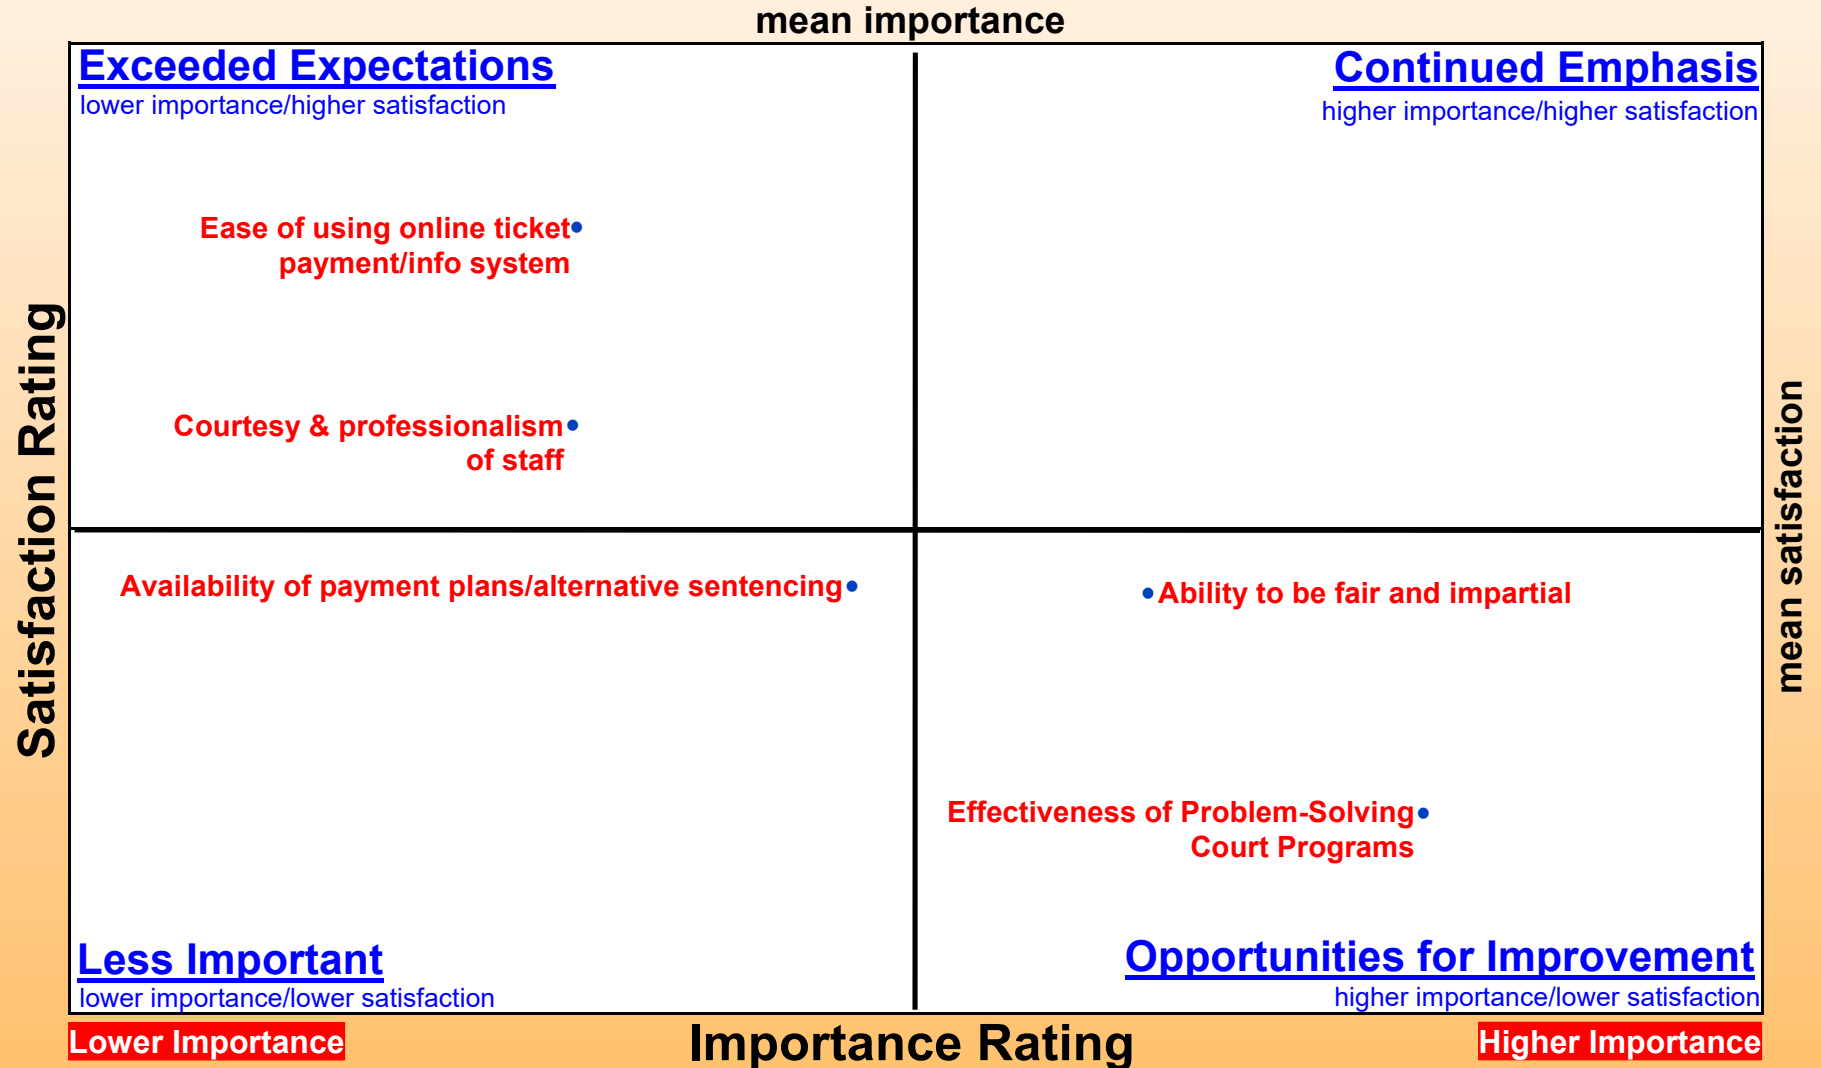 mean importance
Exceeded Expectations
lower importance/higher satisfaction
Continued Emphasis
higher importance/higher satisfaction
Ease of using online ticket
payment/info system
Courtesy & professionalism
of staff
Satisfaction Rating
mean satisfaction
Availability of payment plans/alternative sentencing
Ability to be fair and impartial
Effectiveness of Problem-Solving
Court Programs
Less Important
lower importance/lower satisfaction
Opportunities for Improvement
higher importance/lower satisfaction
Lower Importance
Importance Rating
Higher Importance